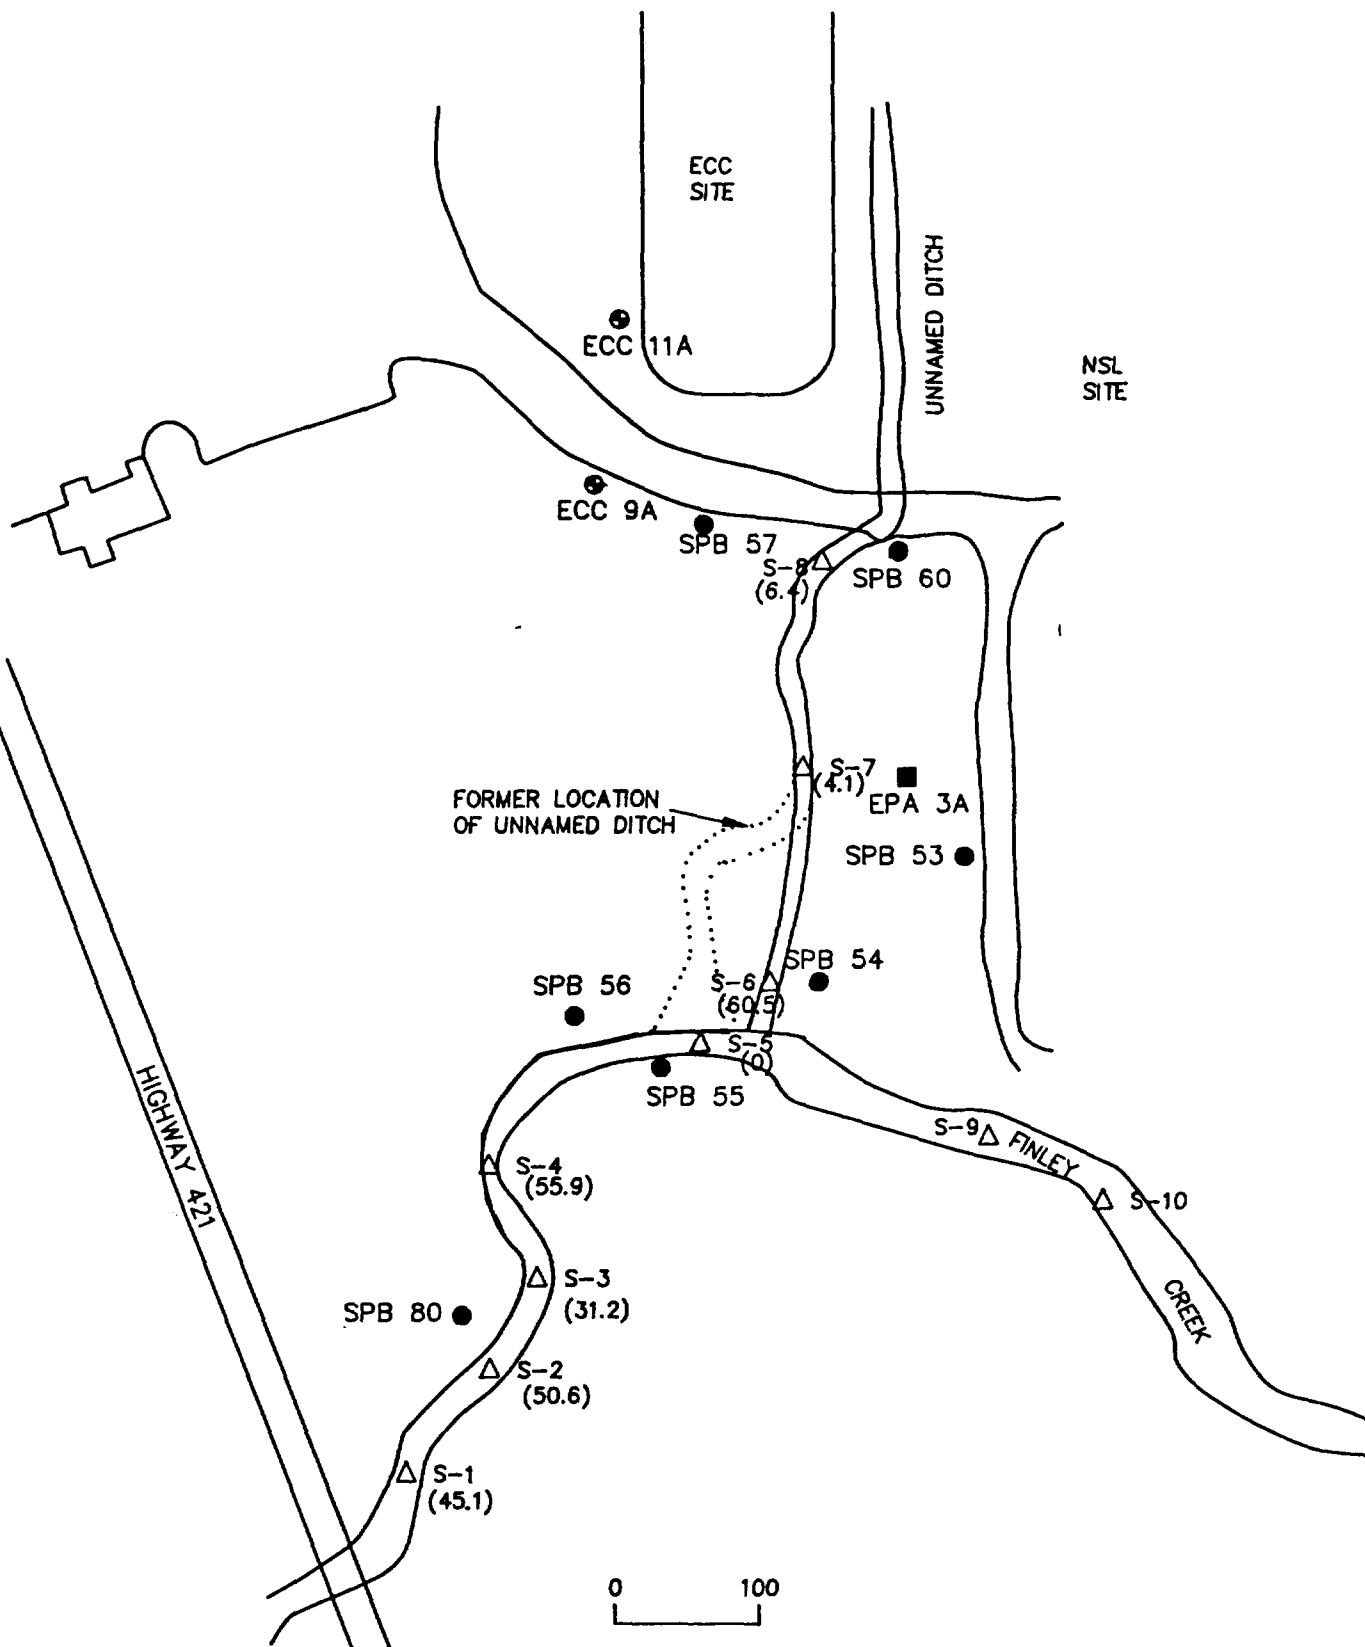 ECC
SITE
UNNAMED DITCH
ECC 11A
NSL
SITE
ECC 9A
SPB 57
S-8
(6.4)
SPB 60
S-7
(4.1)
EPA 3A
FORMER LOCATION
OF UNNAMED DITCH
SPB 53
SPB 54
S-6
(60.5)
SPB 56
S-5
(0)
SPB 55
HIGHWAY 421
S-9
FINLEY
S-4
(55.9)
S-10
S-3
(31.2)
SPB 80
CREEK
S-2
(50.6)
S-1
(45.1)
0 100